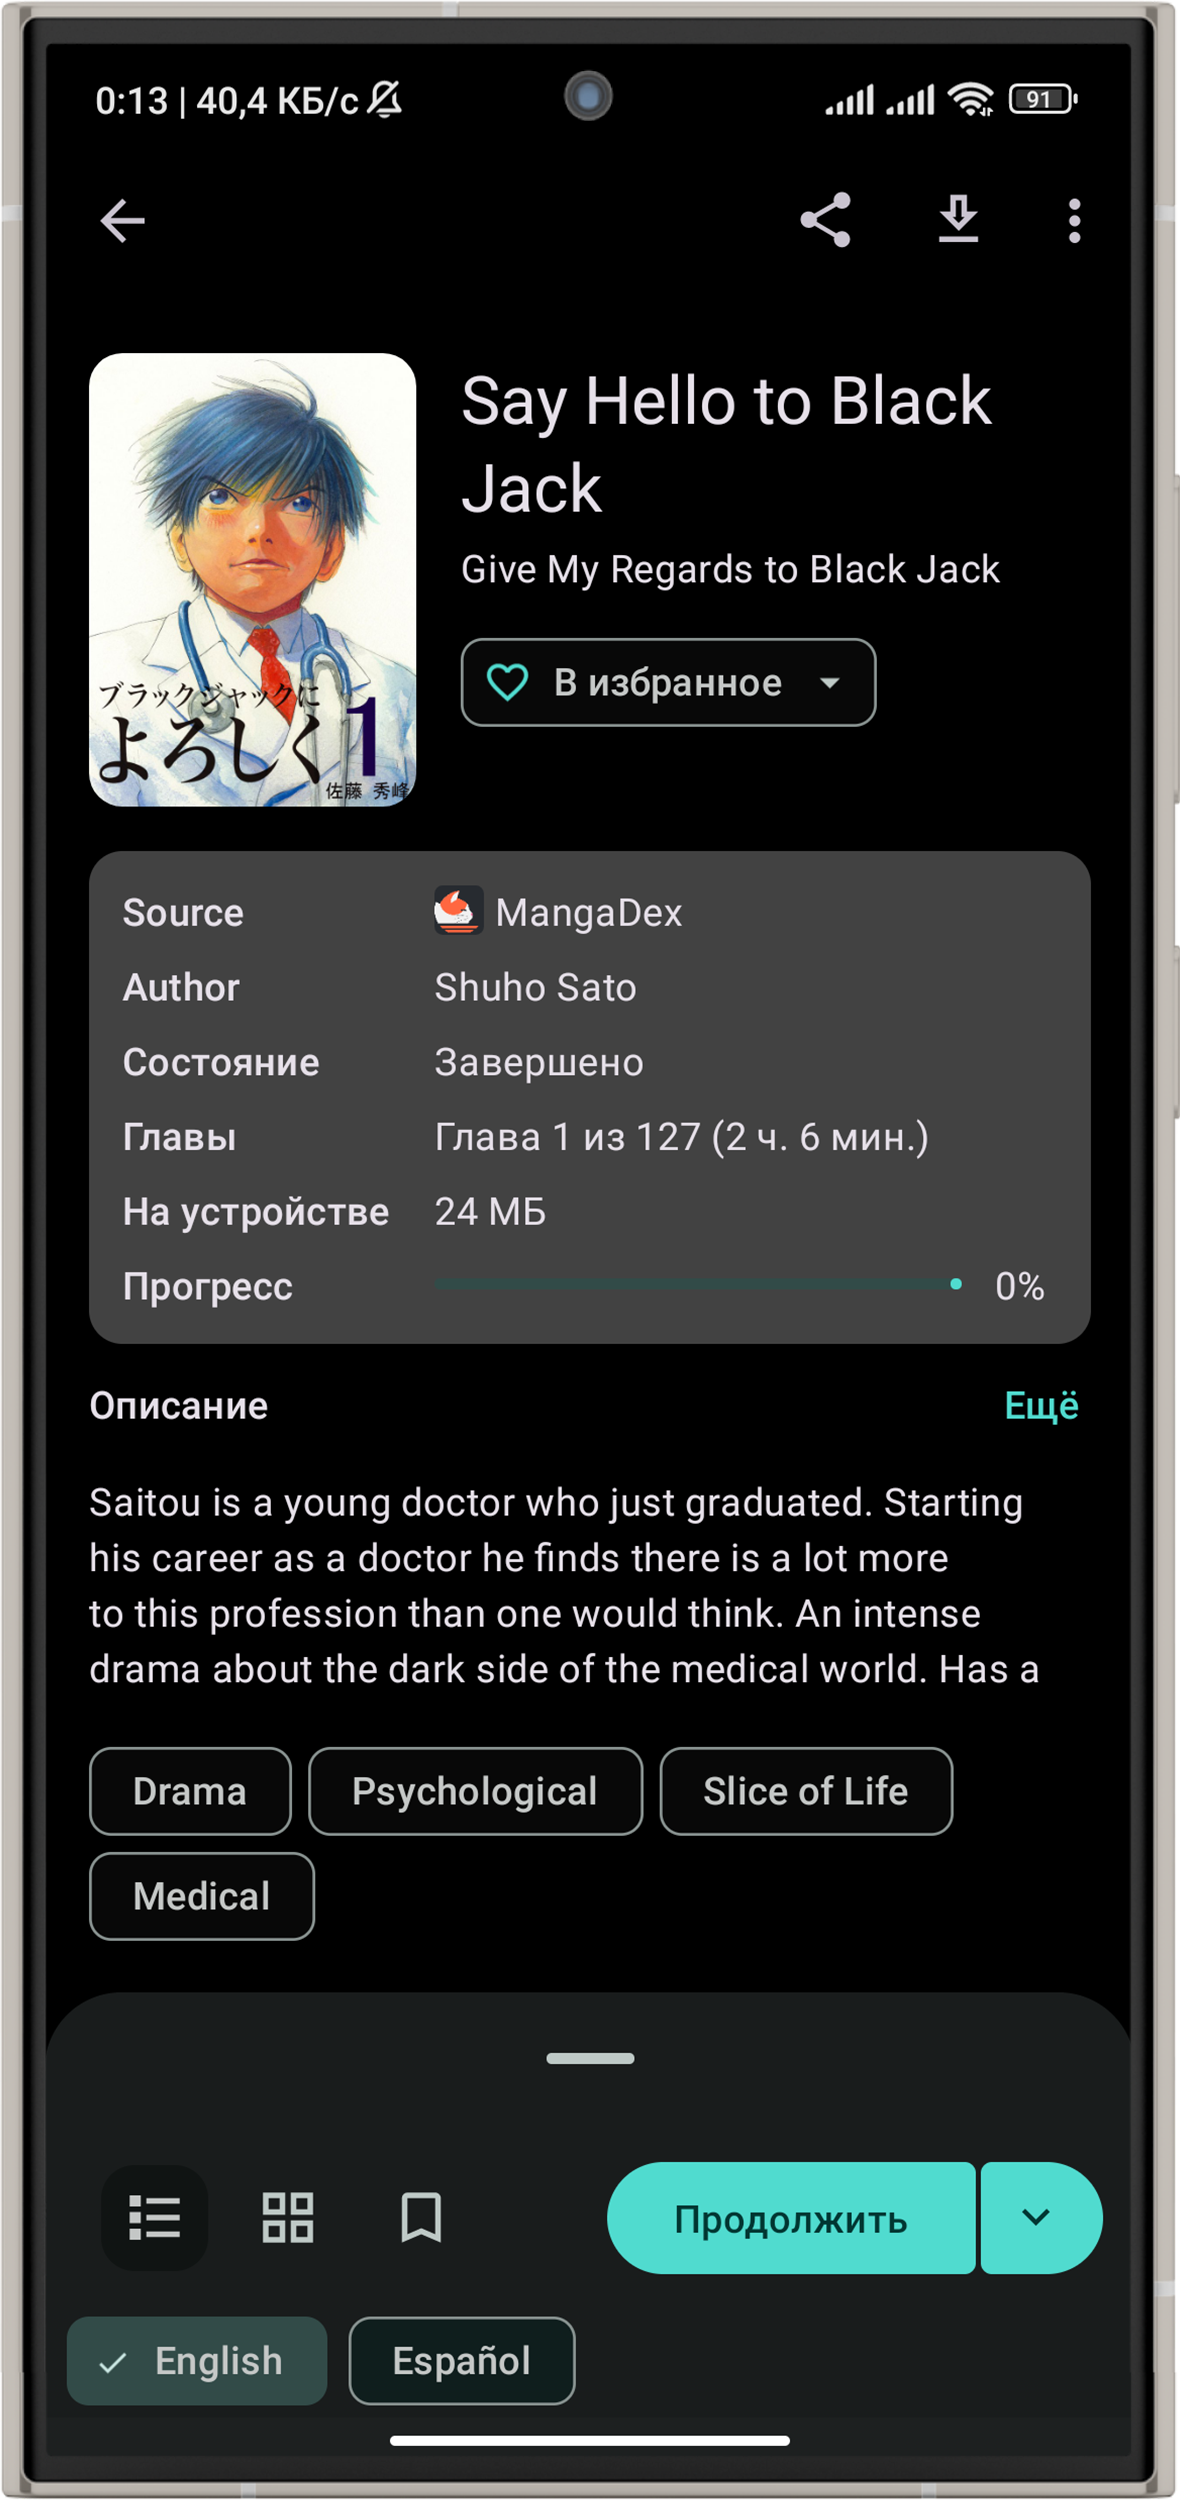 0:13 | 40,4 КБ/с
91
Say Hello to Black
Jack
Give My Regards to Black Jack
В избранное
ブラックジャックに
よろしく
1
佐藤 秀峰
Source MangaDex
Author Shuho Sato
Состояние Завершено
Главы Глава 1 из 127 (2 ч. 6 мин.)
На устройстве 24 МБ
Прогресс 0%
Описание Ещё
Saitou is a young doctor who just graduated. Starting
his career as a doctor he finds there is a lot more
to this profession than one would think. An intense
drama about the dark side of the medical world. Has a
Drama Psychological Slice of Life
Medical
Продолжить
English Español